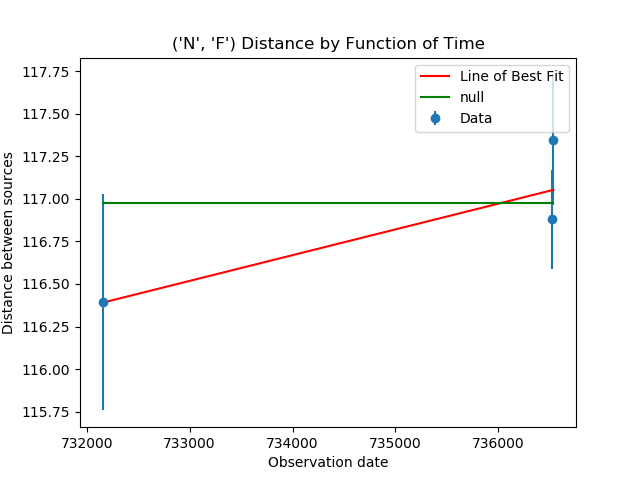 ('N', 'F') Distance by Function of Time
Distance between sources
117.75
117.50
117.25
117.00
116.75
116.50
116.25
116.00
115.75
Line of Best Fit
null
Data
732000 733000 734000 735000 736000
Observation date